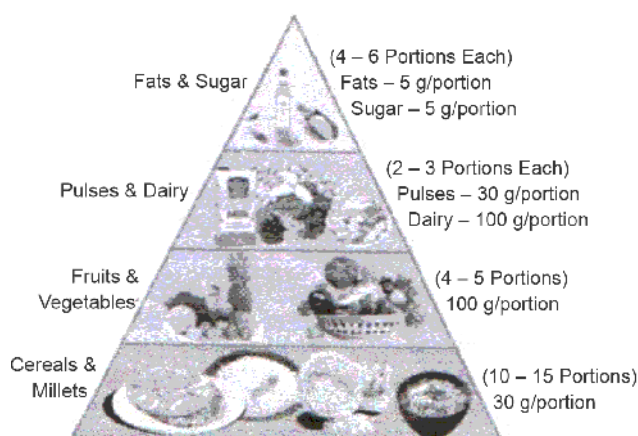 Fats & Sugar
(4 – 6 Portions Each)
Fats – 5 g/portion
Sugar – 5 g/portion
Pulses & Dairy
(2 – 3 Portions Each)
Pulses – 30 g/portion
Dairy – 100 g/portion
Fruits &
Vegetables
(4 – 5 Portions)
100 g/portion
Cereals &
Millets
(10 – 15 Portions)
30 g/portion